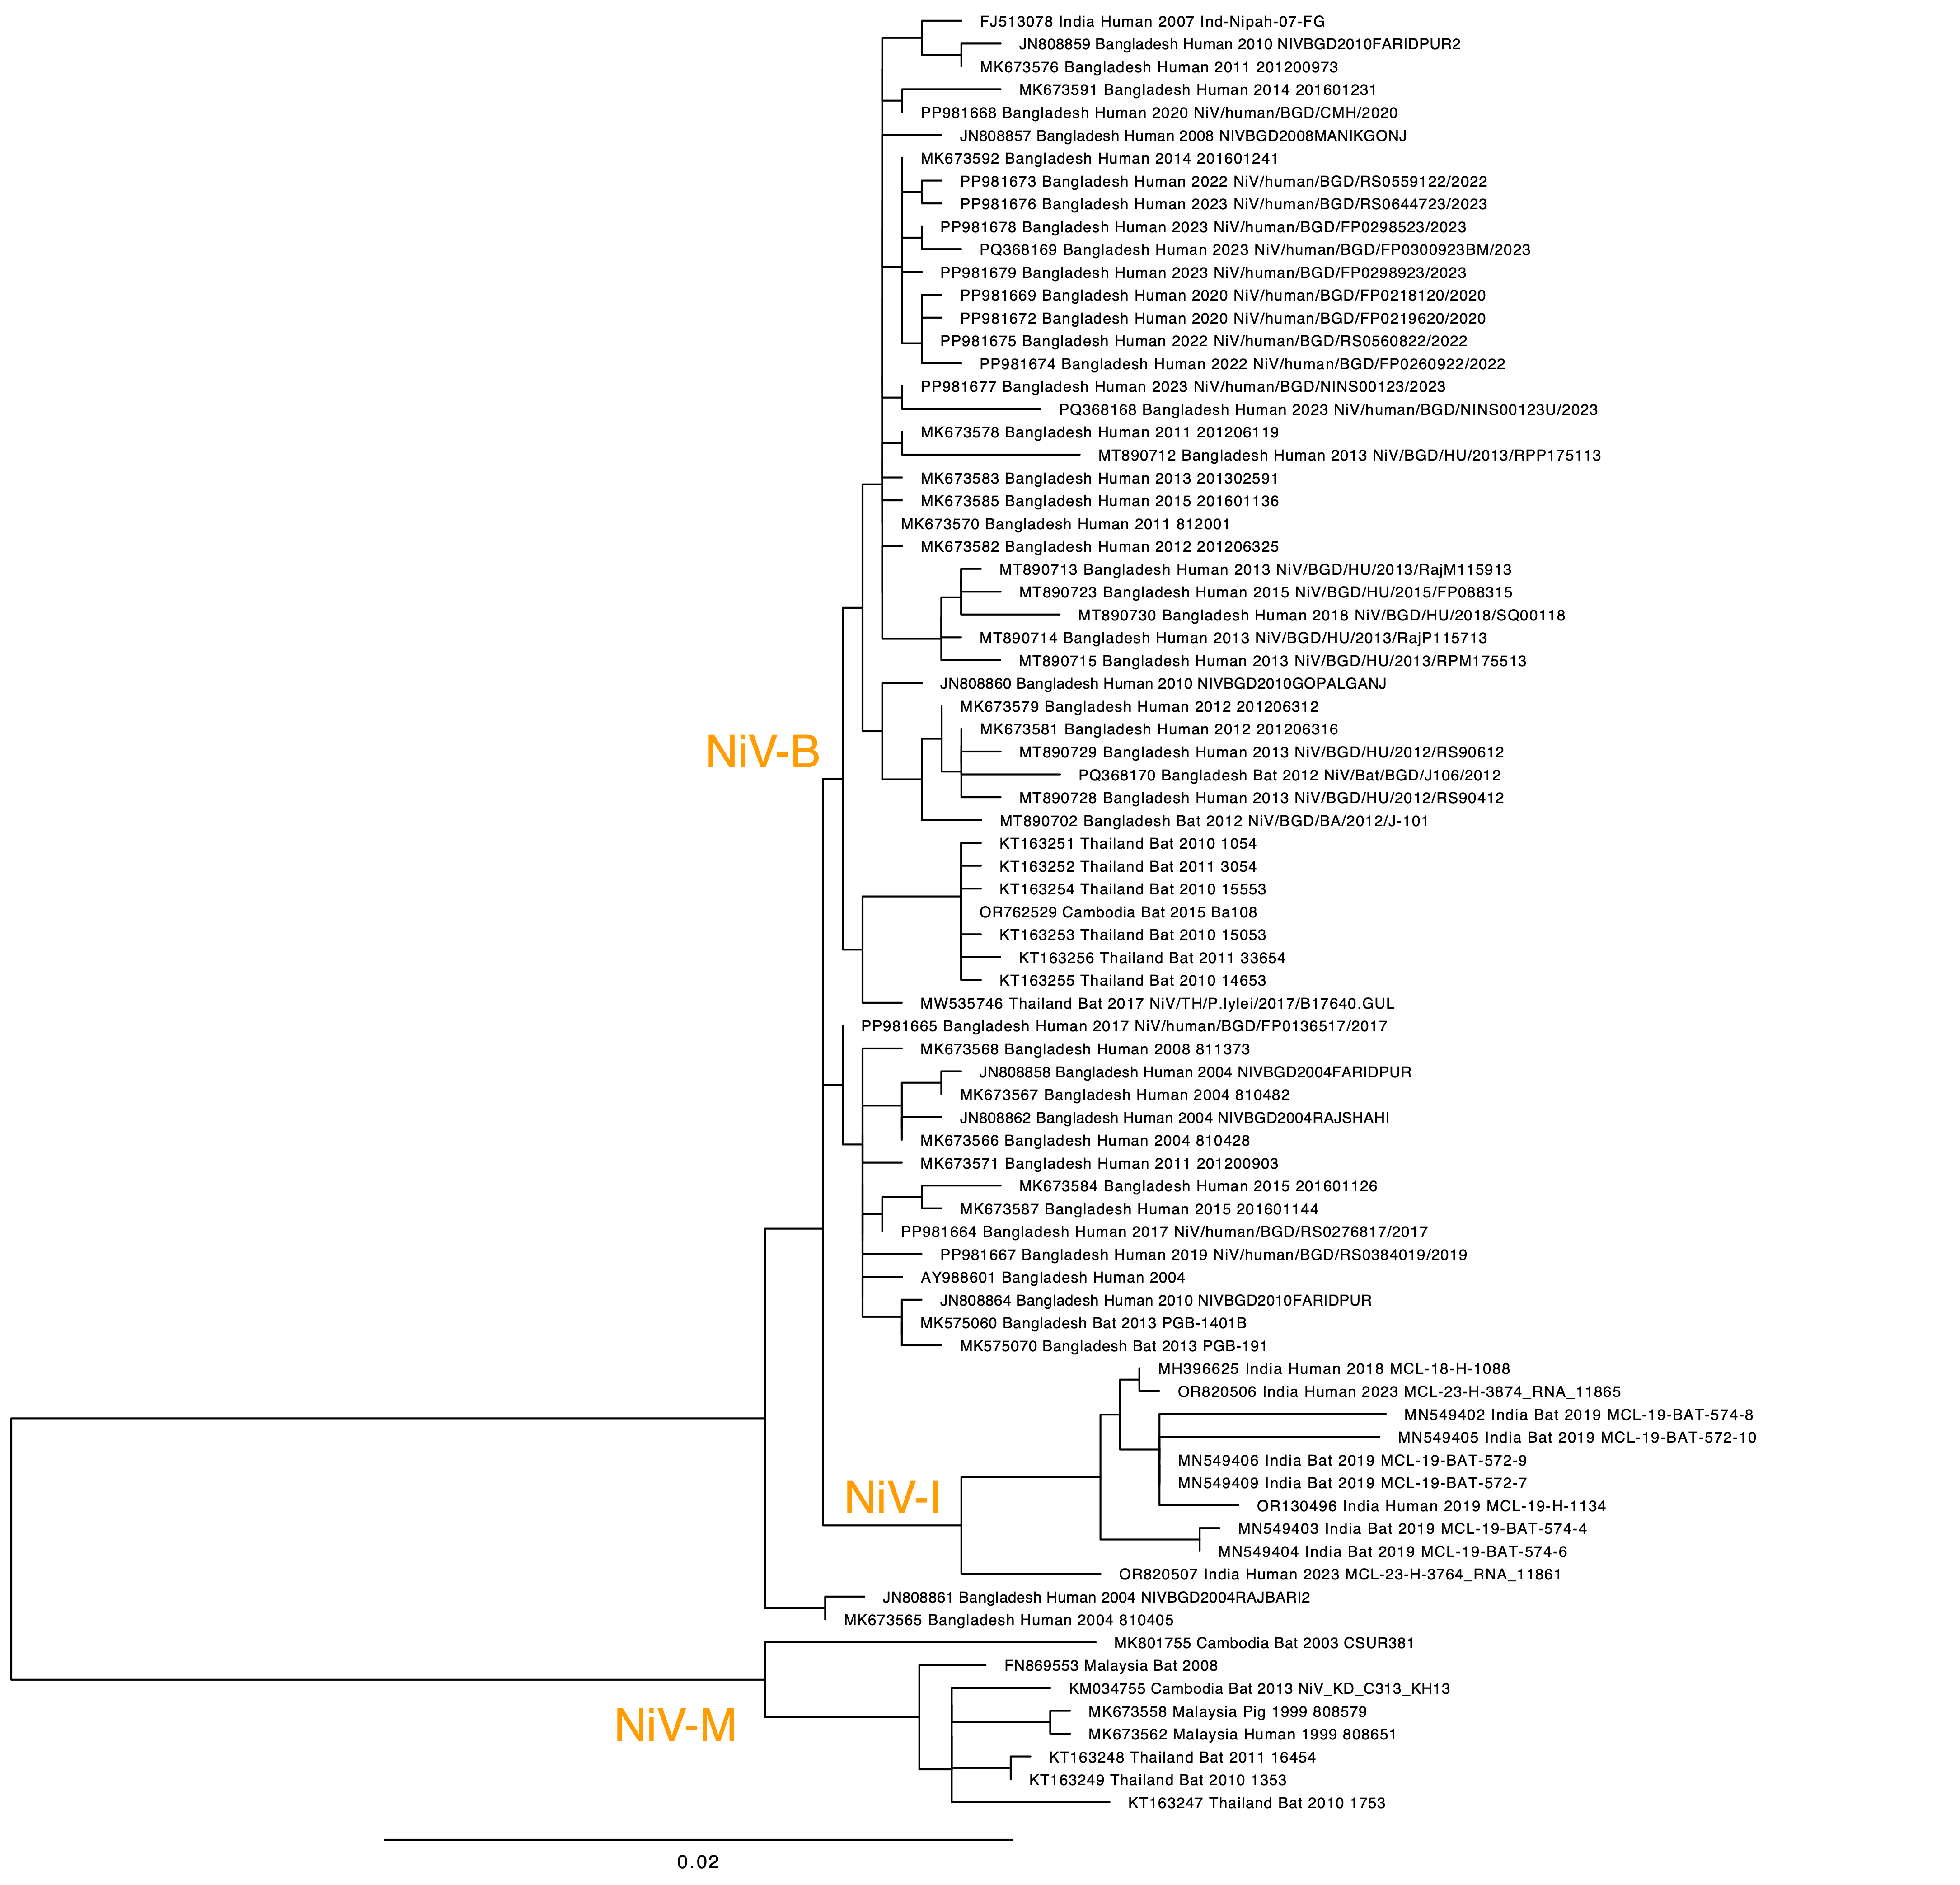 FJ513078 India Human 2007 Ind-Nipah-07-FG
JN808859 Bangladesh Human 2010 NIVBGD2010FARIDPUR2
MK673576 Bangladesh Human 2011 201200973
MK673591 Bangladesh Human 2014 201601231
PP981668 Bangladesh Human 2020 NiV/human/BGD/CMH/2020
JN808857 Bangladesh Human 2008 NIVBGD2008MANIKGONJ
MK673592 Bangladesh Human 2014 201601241
PP981673 Bangladesh Human 2022 NiV/human/BGD/RS0559122/2022
PP981676 Bangladesh Human 2023 NiV/human/BGD/RS0644723/2023
PP981678 Bangladesh Human 2023 NiV/human/BGD/FP0298523/2023
PQ368169 Bangladesh Human 2023 NiV/human/BGD/FP0300923BM/2023
PP981679 Bangladesh Human 2023 NiV/human/BGD/FP0298923/2023
PP981669 Bangladesh Human 2020 NiV/human/BGD/FP0218120/2020
PP981672 Bangladesh Human 2020 NiV/human/BGD/FP0219620/2020
PP981675 Bangladesh Human 2022 NiV/human/BGD/RS0560822/2022
PP981674 Bangladesh Human 2022 NiV/human/BGD/FP0260922/2022
PP981677 Bangladesh Human 2023 NiV/human/BGD/NINS00123/2023
PQ368168 Bangladesh Human 2023 NiV/human/BGD/NINS00123U/2023
MK673578 Bangladesh Human 2011 201206119
MT890712 Bangladesh Human 2013 NiV/BGD/HU/2013/RPP175113
MK673583 Bangladesh Human 2013 201302591
MK673585 Bangladesh Human 2015 201601136
MK673570 Bangladesh Human 2011 812001
MK673582 Bangladesh Human 2012 201206325
MT890713 Bangladesh Human 2013 NiV/BGD/HU/2013/RajM115913
MT890723 Bangladesh Human 2015 NiV/BGD/HU/2015/FP088315
MT890730 Bangladesh Human 2018 NiV/BGD/HU/2018/SQ00118
MT890714 Bangladesh Human 2013 NiV/BGD/HU/2013/RajP115713
MT890715 Bangladesh Human 2013 NiV/BGD/HU/2013/RPM175513
JN808860 Bangladesh Human 2010 NIVBGD2010GOPALGANJ
MK673579 Bangladesh Human 2012 201206312
MK673581 Bangladesh Human 2012 201206316
NiV-B
MT890729 Bangladesh Human 2013 NiV/BGD/HU/2012/RS90612
PQ368170 Bangladesh Bat 2012 NiV/Bat/BGD/J106/2012
MT890728 Bangladesh Human 2013 NiV/BGD/HU/2012/RS90412
MT890702 Bangladesh Bat 2012 NiV/BGD/BA/2012/J-101
KT163251 Thailand Bat 2010 1054
KT163252 Thailand Bat 2011 3054
KT163254 Thailand Bat 2010 15553
OR762529 Cambodia Bat 2015 Ba108
KT163253 Thailand Bat 2010 15053
KT163256 Thailand Bat 2011 33654
KT163255 Thailand Bat 2010 14653
MW535746 Thailand Bat 2017 NiV/TH/P.lylei/2017/B17640.GUL
PP981665 Bangladesh Human 2017 NiV/human/BGD/FP0136517/2017
MK673568 Bangladesh Human 2008 811373
JN808858 Bangladesh Human 2004 NIVBGD2004FARIDPUR
MK673567 Bangladesh Human 2004 810482
JN808862 Bangladesh Human 2004 NIVBGD2004RAJSHAHI
MK673566 Bangladesh Human 2004 810428
MK673571 Bangladesh Human 2011 201200903
MK673584 Bangladesh Human 2015 201601126
MK673587 Bangladesh Human 2015 201601144
PP981664 Bangladesh Human 2017 NiV/human/BGD/RS0276817/2017
PP981667 Bangladesh Human 2019 NiV/human/BGD/RS0384019/2019
AY988601 Bangladesh Human 2004
JN808864 Bangladesh Human 2010 NIVBGD2010FARIDPUR
MK575060 Bangladesh Bat 2013 PGB-1401B
MK575070 Bangladesh Bat 2013 PGB-191
MH396625 India Human 2018 MCL-18-H-1088
OR820506 India Human 2023 MCL-23-H-3874_RNA_11865
MN549402 India Bat 2019 MCL-19-BAT-574-8
MN549405 India Bat 2019 MCL-19-BAT-572-10
MN549406 India Bat 2019 MCL-19-BAT-572-9
MN549409 India Bat 2019 MCL-19-BAT-572-7
NiV-I
OR130496 India Human 2019 MCL-19-H-1134
MN549403 India Bat 2019 MCL-19-BAT-574-4
MN549404 India Bat 2019 MCL-19-BAT-574-6
OR820507 India Human 2023 MCL-23-H-3764_RNA_11861
JN808861 Bangladesh Human 2004 NIVBGD2004RAJBARI2
MK673565 Bangladesh Human 2004 810405
MK801755 Cambodia Bat 2003 CSUR381
FN869553 Malaysia Bat 2008
KM034755 Cambodia Bat 2013 NiV_KD_C313_KH13
MK673558 Malaysia Pig 1999 808579
NiV-M
MK673562 Malaysia Human 1999 808651
KT163248 Thailand Bat 2011 16454
KT163249 Thailand Bat 2010 1353
KT163247 Thailand Bat 2010 1753
0.02